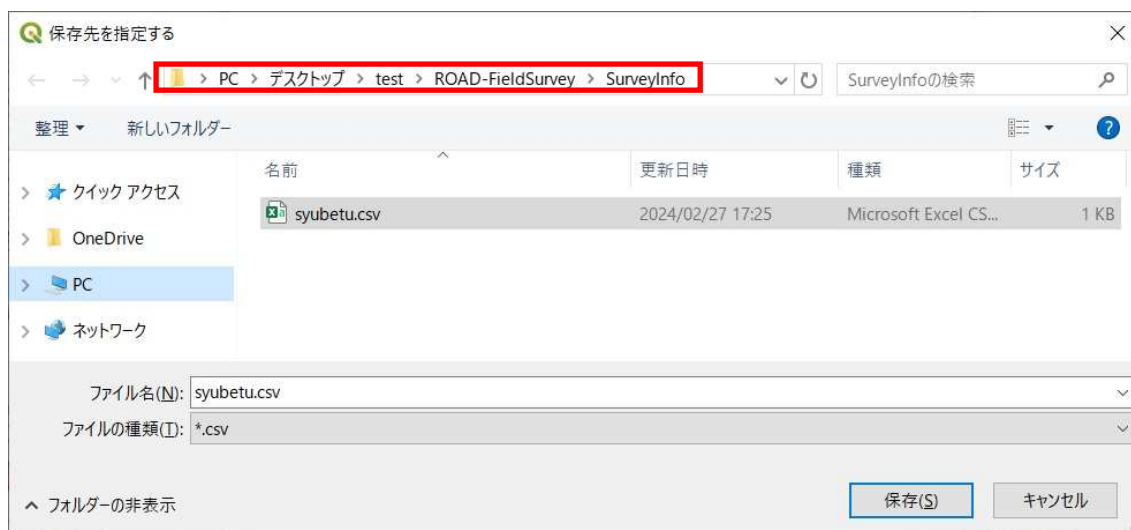 保存先を指定する
PC > デスクトップ > test > ROAD-FieldSurvey > SurveyInfo
SurveyInfoの検索
整理
新しいフォルダー
?
名前
更新日時
種類
サイズ
クイック アクセス
syubetu.csv
2024/02/27 17:25
Microsoft Excel CS...
1 KB
OneDrive
PC
ネットワーク
ファイル名(N): syubetu.csv
ファイルの種類(T): *.csv
フォルダーの非表示
保存(S)
キャンセル